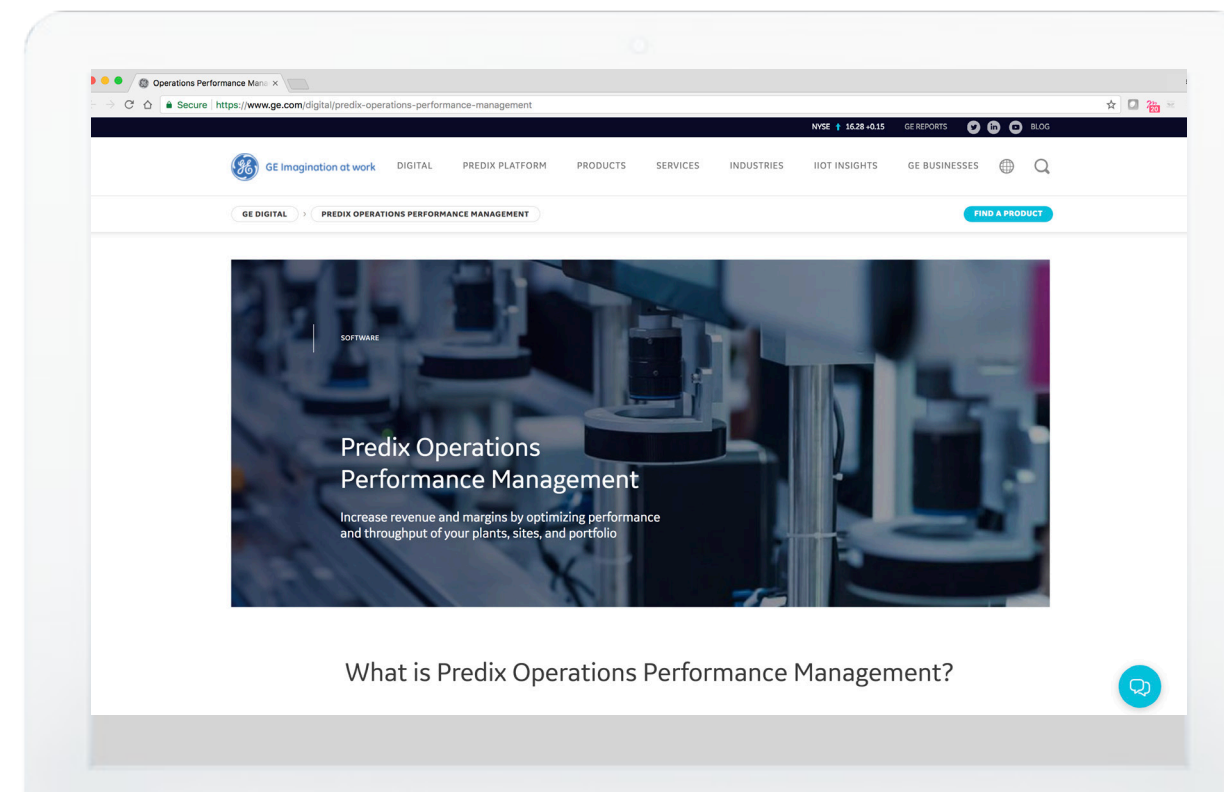 Operations Performance Mana
Secure https://www.ge.com/digital/predix-operations-performance-management
20
NYSE 16.28 +0.15 GE REPORTS BLOG
GE Imagination at work DIGITAL PREDIX PLATFORM PRODUCTS SERVICES INDUSTRIES IIOT INSIGHTS GE BUSINESSES
GE DIGITAL › PREDIX OPERATIONS PERFORMANCE MANAGEMENT FIND A PRODUCT
SOFTWARE
Predix Operations
Performance Management
Increase revenue and margins by optimizing performance
and throughput of your plants, sites, and portfolio
What is Predix Operations Performance Management?